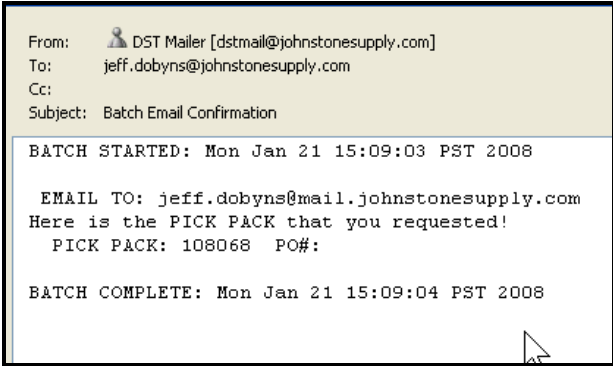 From: DST Mailer [dstmail@johnstonesupply.com]
To: jeff.dobyns@johnstonesupply.com
Cc:
Subject: Batch Email Confirmation
BATCH STARTED: Mon Jan 21 15:09:03 PST 2008
EMAIL TO: jeff.dobyns@mail.johnstonesupply.com
Here is the PICK PACK that you requested!
PICK PACK: 108068 PO#:
BATCH COMPLETE: Mon Jan 21 15:09:04 PST 2008